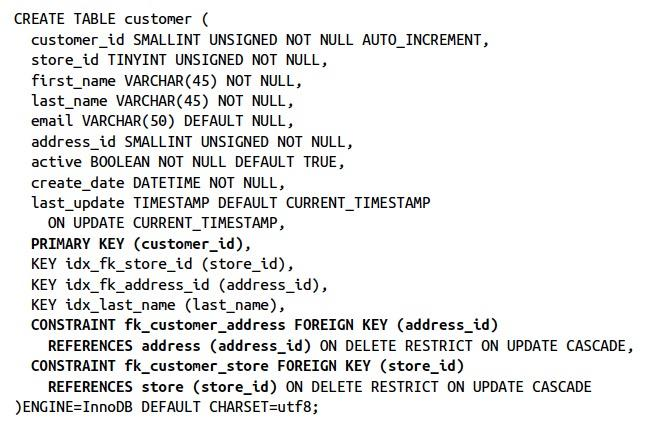 CREATE TABLE customer (
  customer_id SMALLINT UNSIGNED NOT NULL AUTO_INCREMENT,
  store_id TINYINT UNSIGNED NOT NULL,
  first_name VARCHAR(45) NOT NULL,
  last_name VARCHAR(45) NOT NULL,
  email VARCHAR(50) DEFAULT NULL,
  address_id SMALLINT UNSIGNED NOT NULL,
  active BOOLEAN NOT NULL DEFAULT TRUE,
  create_date DATETIME NOT NULL,
  last_update TIMESTAMP DEFAULT CURRENT_TIMESTAMP
    ON UPDATE CURRENT_TIMESTAMP,
  PRIMARY KEY (customer_id),
  KEY idx_fk_store_id (store_id),
  KEY idx_fk_address_id (address_id),
  KEY idx_last_name (last_name),
  CONSTRAINT fk_customer_address FOREIGN KEY (address_id)
    REFERENCES address (address_id) ON DELETE RESTRICT ON UPDATE CASCADE,
  CONSTRAINT fk_customer_store FOREIGN KEY (store_id)
    REFERENCES store (store_id) ON DELETE RESTRICT ON UPDATE CASCADE
)ENGINE=InnoDB DEFAULT CHARSET=utf8;